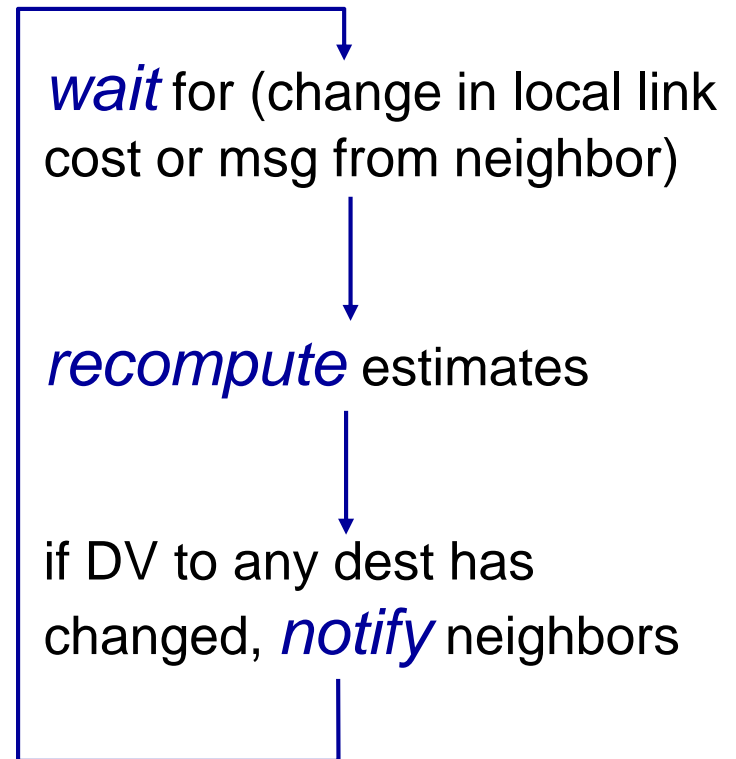 wait for (change in local link
cost or msg from neighbor)
recompute estimates
if DV to any dest has
changed, notify neighbors